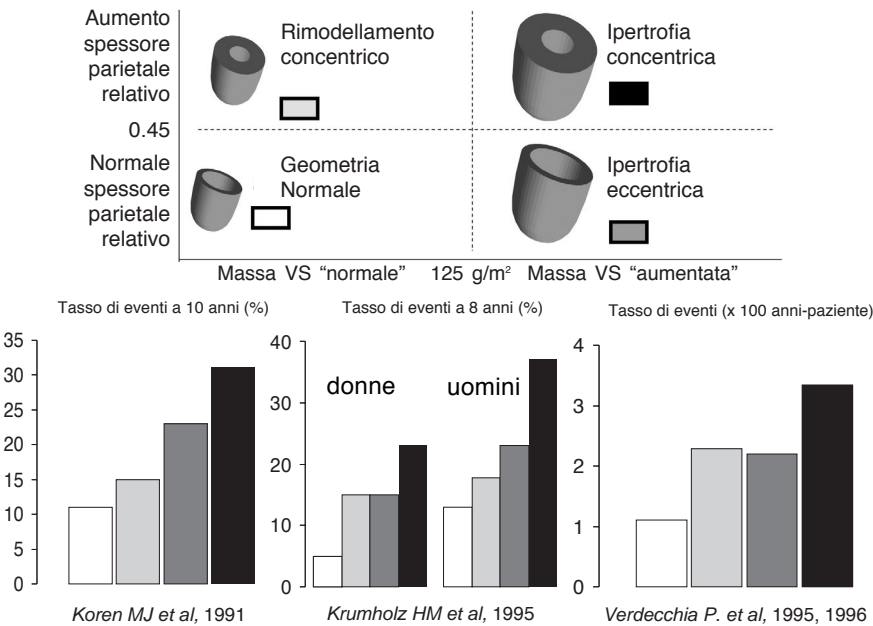 Aumento
spessore
parietale
relativo
Rimodellamento
concentrico
Ipertrofia
concentrica
0.45
Normale
spessore
parietale
relativo
Geometria
Normale
Ipertrofia
eccentrica
Massa VS “normale” 125 g/m² Massa VS “aumentata”
Tasso di eventi a 10 anni (%)
35
30
25
20
15
10
5
0
Koren MJ et al, 1991
Tasso di eventi a 8 anni (%)
40
30
20
10
0
donne
uomini
Krumholz HM et al, 1995
Tasso di eventi (x 100 anni-paziente)
4
3
2
1
0
Verdecchia P. et al, 1995, 1996